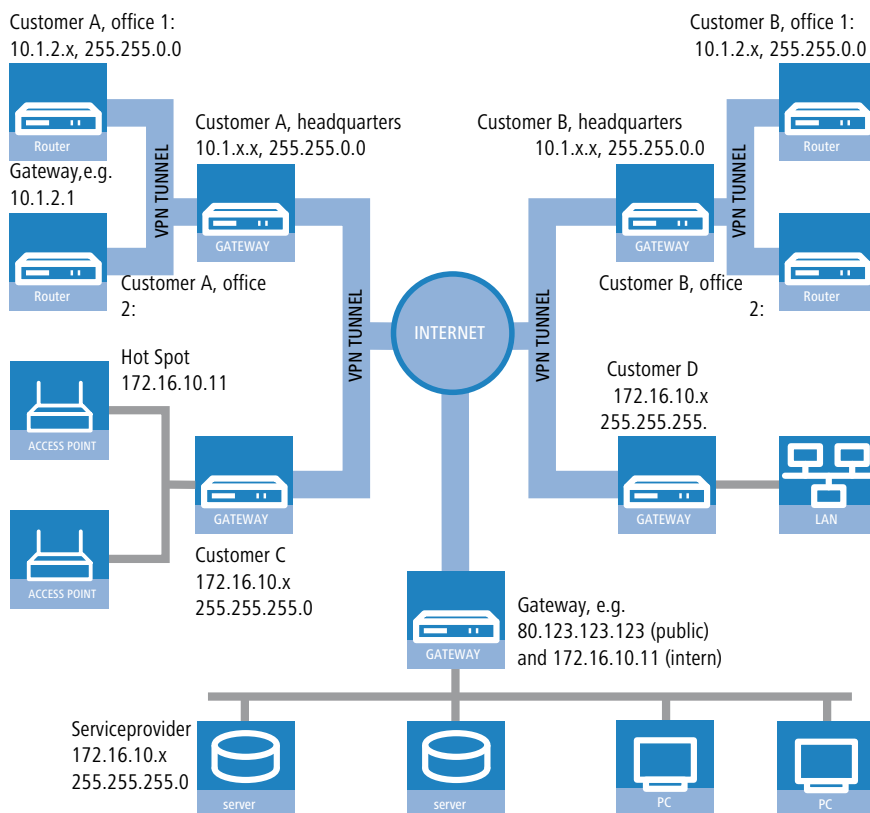 Customer A, office 1:
10.1.2.x, 255.255.0.0
Router
Gateway,e.g.
10.1.2.1
Router
VPN TUNNEL
Customer A, headquarters
10.1.x.x, 255.255.0.0
GATEWAY
Customer A, office
2:
Customer B, office 1:
10.1.2.x, 255.255.0.0
Router
Customer B, headquarters
10.1.x.x, 255.255.0.0
GATEWAY
VPN TUNNEL
Router
Customer B, office
2:
VPN TUNNEL
INTERNET
VPN TUNNEL
Hot Spot
172.16.10.11
ACCESS POINT
ACCESS POINT
GATEWAY
Customer C
172.16.10.x
255.255.255.0
Customer D
172.16.10.x
255.255.255.
GATEWAY
LAN
GATEWAY
Gateway, e.g.
80.123.123.123 (public)
and 172.16.10.11 (intern)
Serviceprovider
172.16.10.x
255.255.255.0
server
server
PC
PC